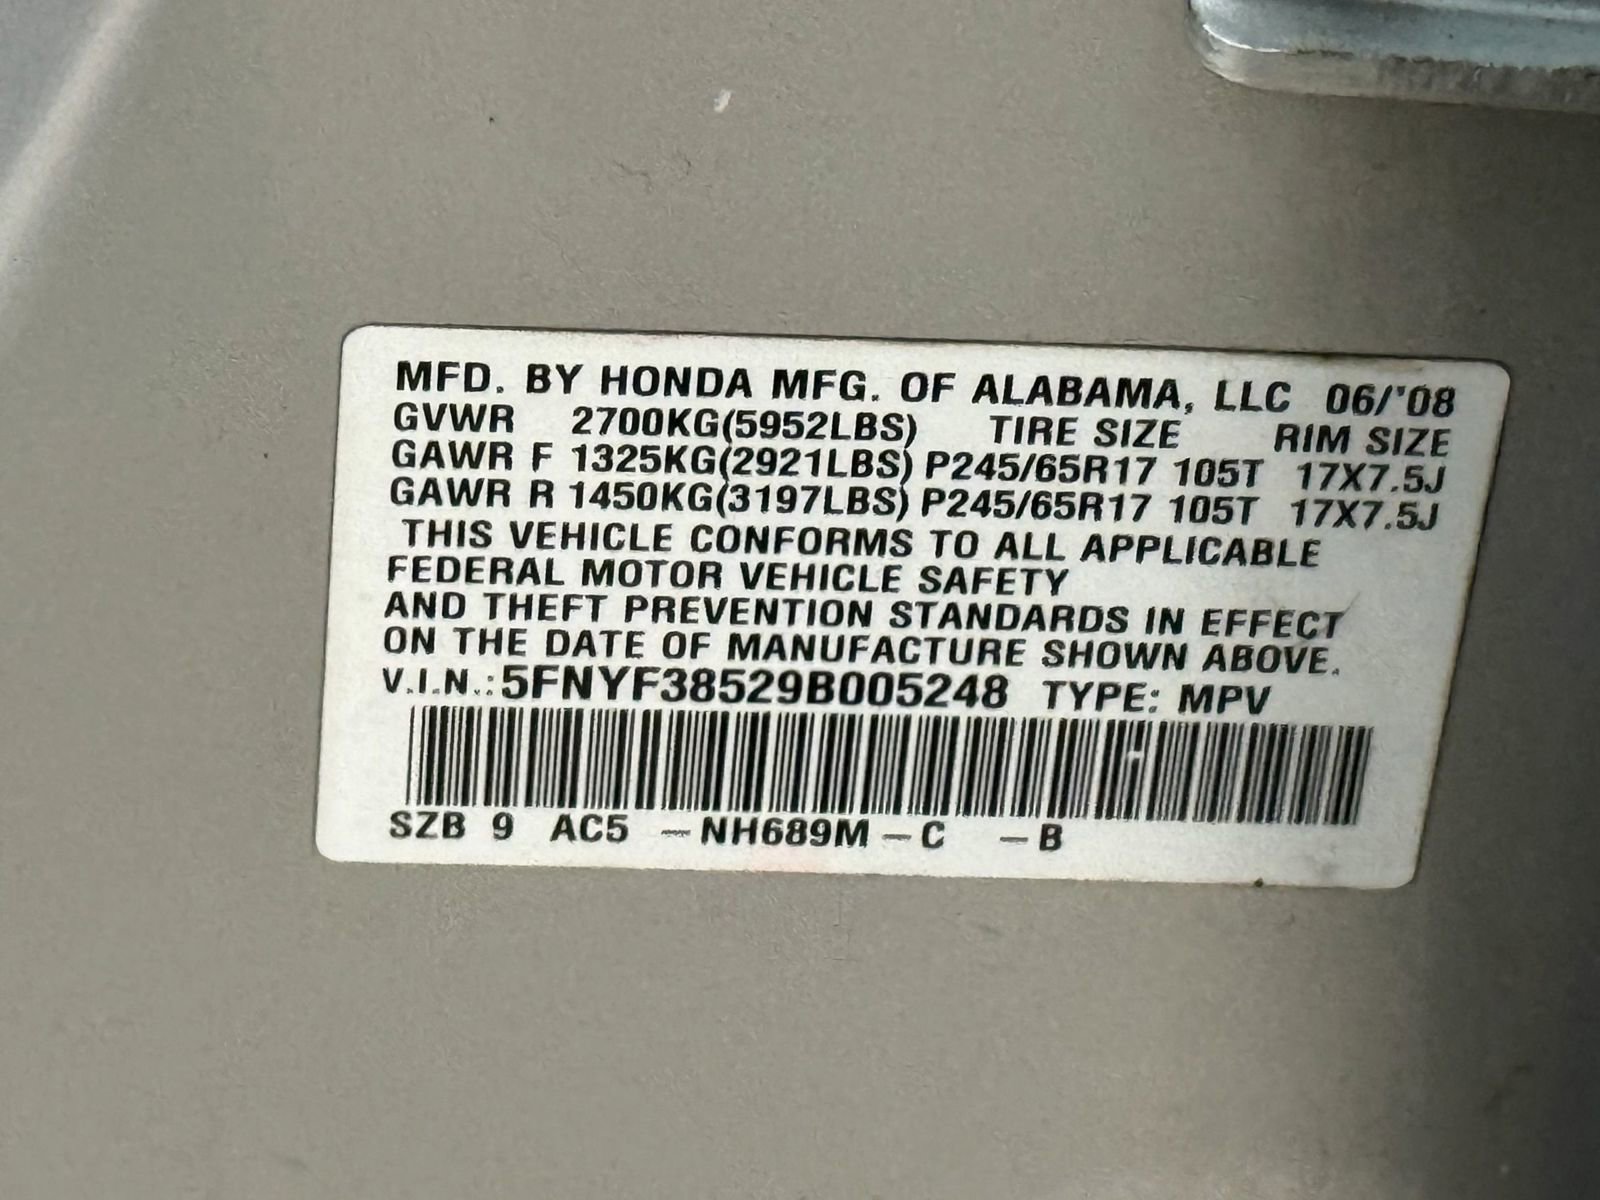 MFD. BY HONDA MFG. OF ALABAMA, LLC 06/'08
GVWR 2700KG(5952LBS) TIRE SIZE RIM SIZE
GAWR F 1325KG(2921LBS) P245/65R17 105T 17X7.5J
GAWR R 1450KG(3197LBS) P245/65R17 105T 17X7.5J
THIS VEHICLE CONFORMS TO ALL APPLICABLE
FEDERAL MOTOR VEHICLE SAFETY
AND THEFT PREVENTION STANDARDS IN EFFECT
ON THE DATE OF MANUFACTURE SHOWN ABOVE.
V.I.N.:5FNYF38529B005248 TYPE: MPV
SZB 9 AC5 -NH689M-C -B